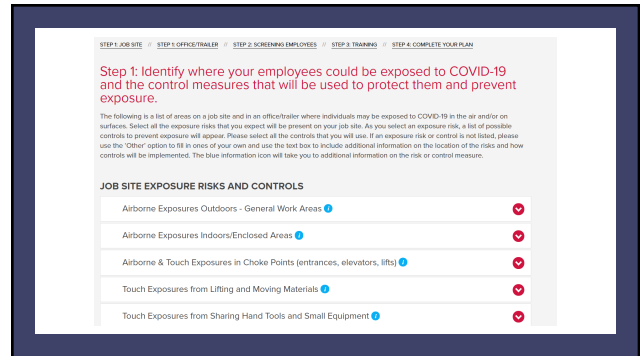 STEP 1: JOB SITE // STEP 1: OFFICE/TRAILER // STEP 2: SCREENING EMPLOYEES // STEP 3: TRAINING // STEP 4: COMPLETE YOUR PLAN
Step 1: Identify where your employees could be exposed to COVID-19
and the control measures that will be used to protect them and prevent
exposure.
The following is a list of areas on a job site and in an office/trailer where individuals may be exposed to COVID-19 in the air and/or on
surfaces. Select all the exposure risks that you expect will be present on your job site. As you select an exposure risk, a list of possible
controls to prevent exposure will appear. Please select all the controls that you will use. If an exposure risk or control is not listed, please
use the 'Other' option to fill in ones of your own and use the text box to include additional information on the location of the risks and how
controls will be implemented. The blue information icon will take you to additional information on the risk or control measure.
JOB SITE EXPOSURE RISKS AND CONTROLS
Airborne Exposures Outdoors - General Work Areas i
Airborne Exposures Indoors/Enclosed Areas i
Airborne & Touch Exposures in Choke Points (entrances, elevators, lifts) i
Touch Exposures from Lifting and Moving Materials i
Touch Exposures from Sharing Hand Tools and Small Equipment i